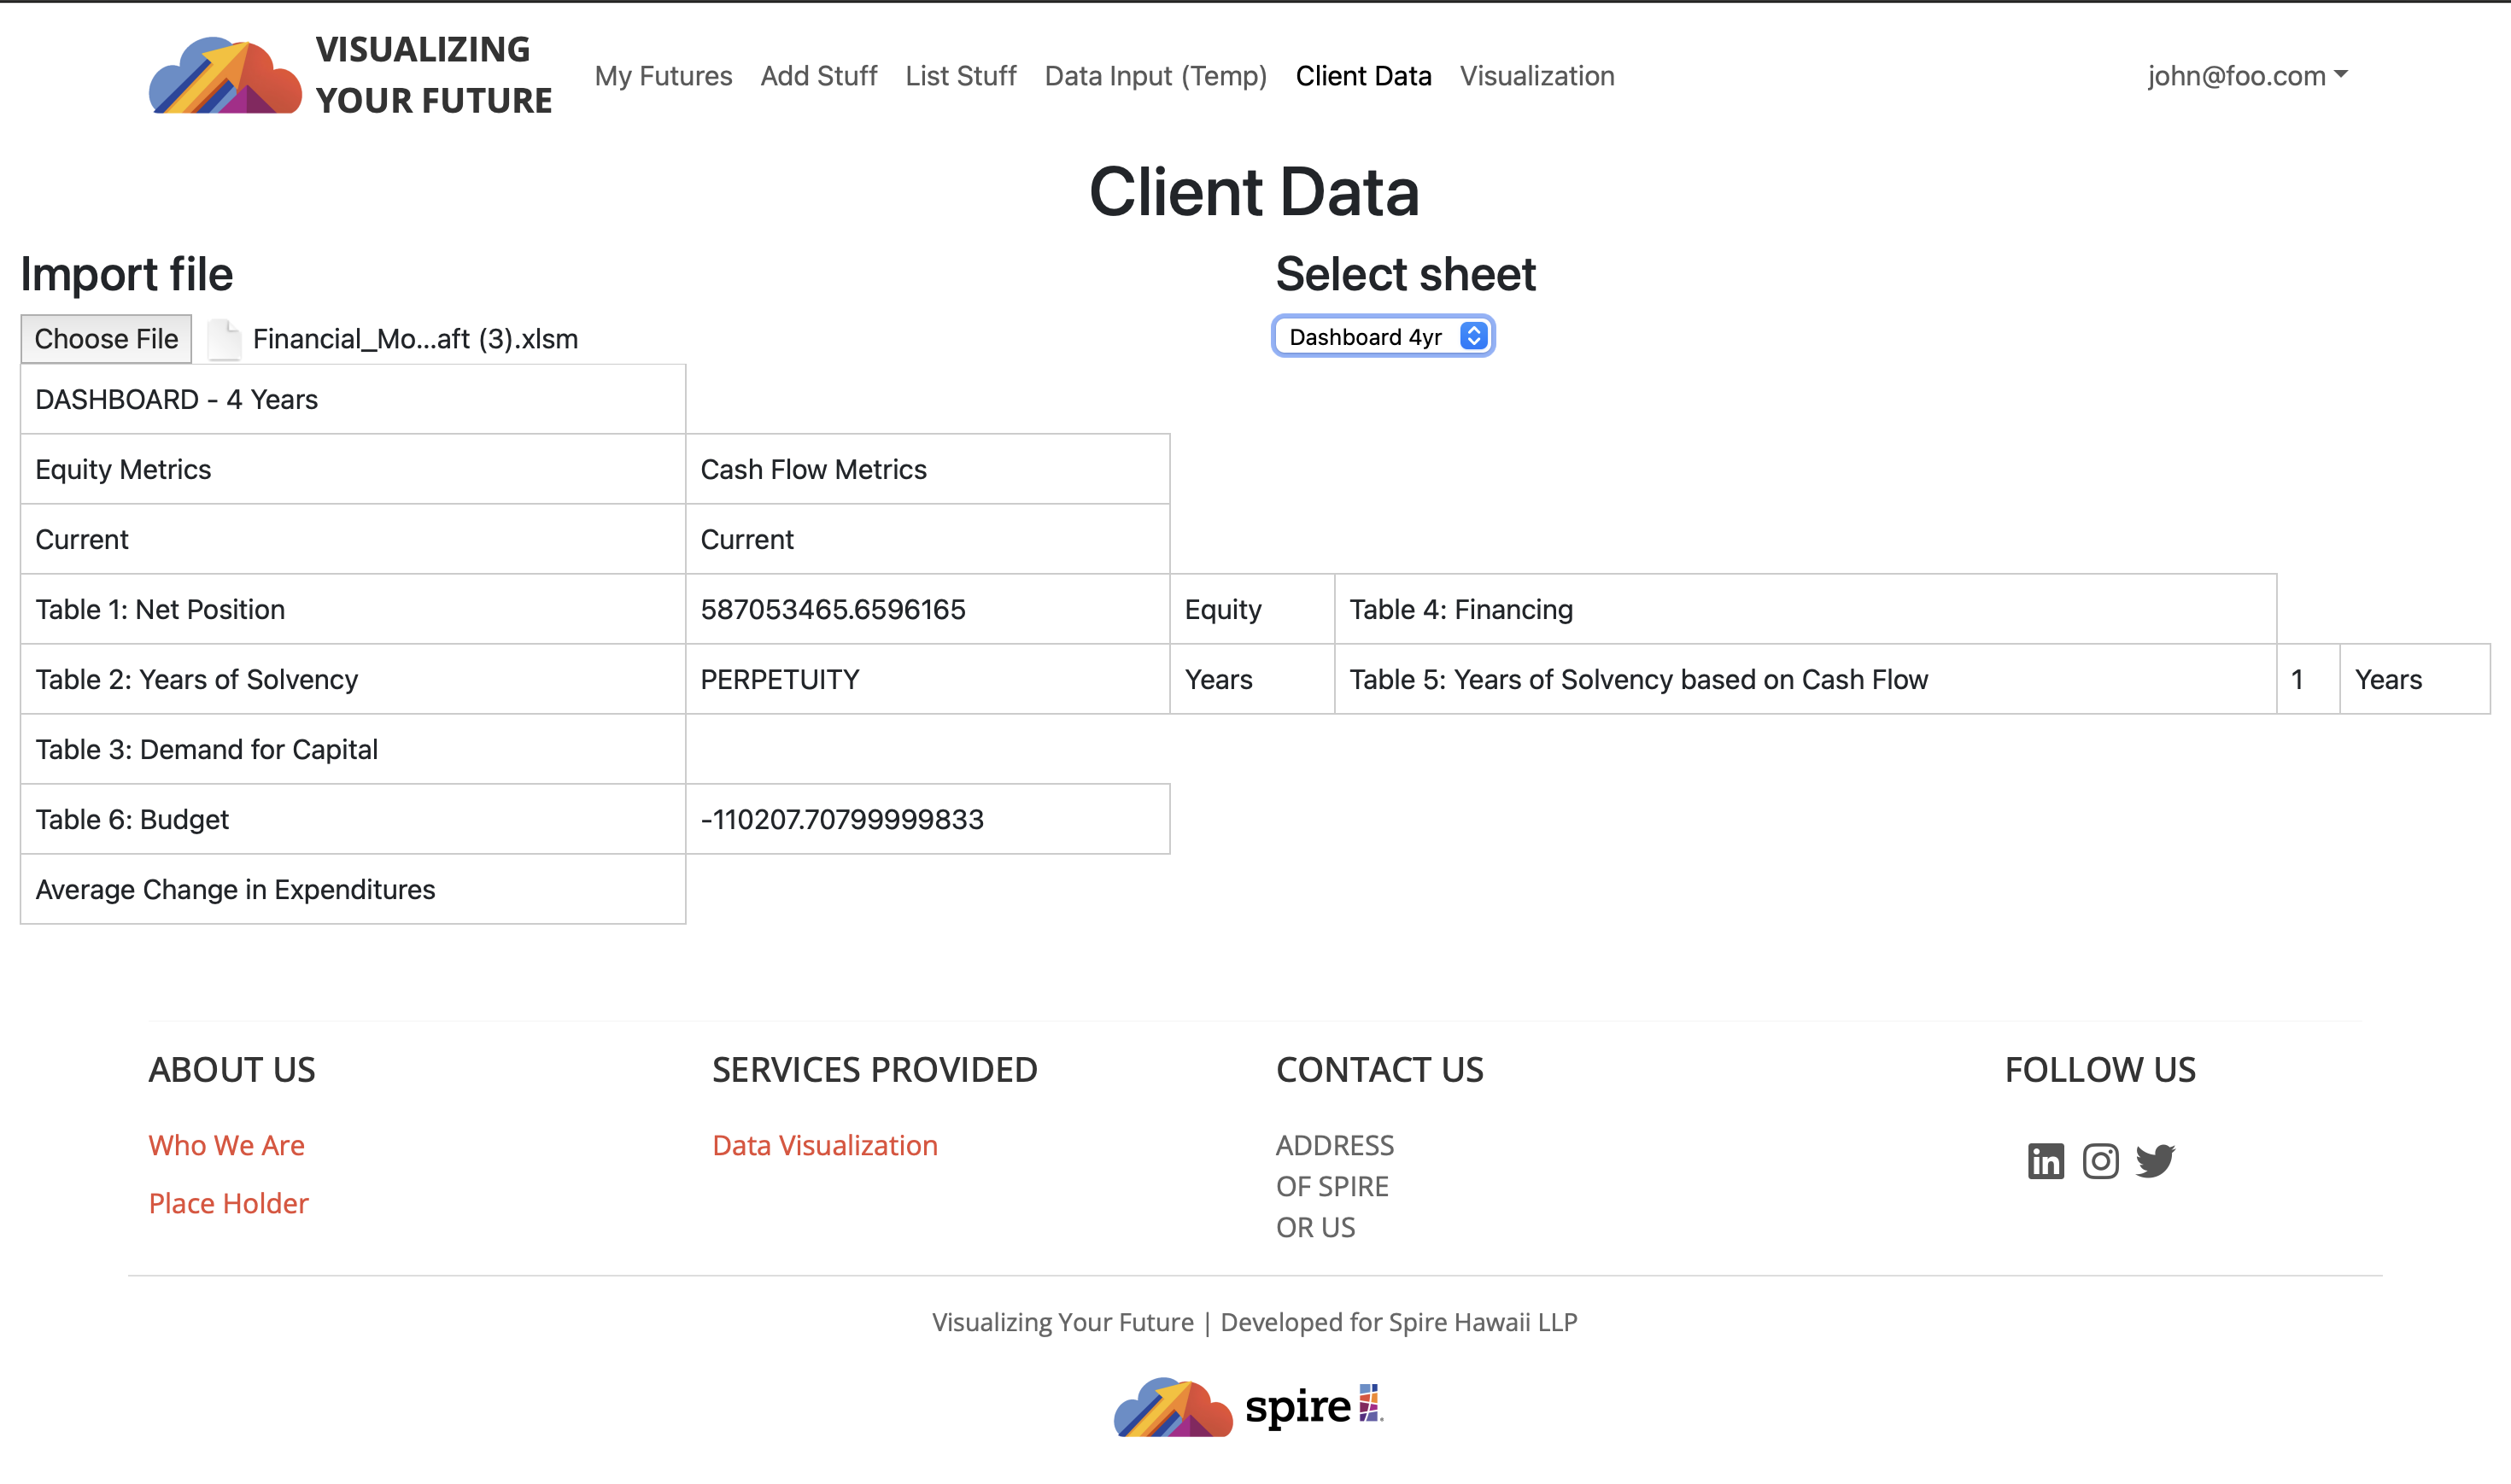 VISUALIZING
YOUR FUTURE
My Futures Add Stuff List Stuff Data Input (Temp) Client Data Visualization john@foo.com
Client Data
Import file
Select sheet
Choose File Financial_Mo...aft (3).xlsm
Dashboard 4yr
DASHBOARD - 4 Years
Equity Metrics Cash Flow Metrics
Current Current
Table 1: Net Position 587053465.6596165 Equity Table 4: Financing
Table 2: Years of Solvency PERPETUITY Years Table 5: Years of Solvency based on Cash Flow 1 Years
Table 3: Demand for Capital
Table 6: Budget -110207.70799999833
Average Change in Expenditures
ABOUT US
Who We Are
Place Holder
SERVICES PROVIDED
Data Visualization
CONTACT US
ADDRESS
OF SPIRE
OR US
FOLLOW US
in
Visualizing Your Future | Developed for Spire Hawaii LLP
spire